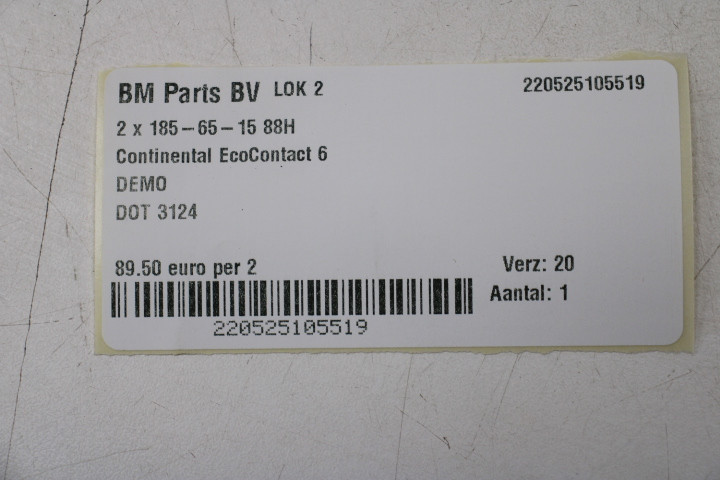 BM Parts BV LOK 2 220525105519
2 x 185-65-15 88H
Continental EcoContact 6
DEMO
DOT 3124
89.50 euro per 2 Verz: 20
Aantal: 1
220525105519